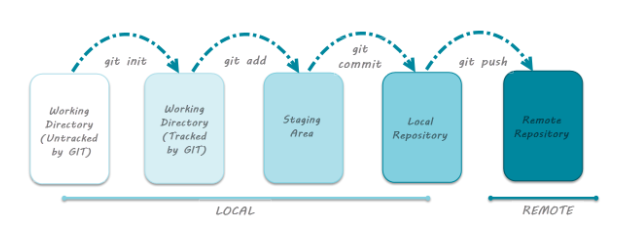 git init
git add
git
commit
git push
Working
Directory
(Untracked
by GIT)
Working
Directory
(Tracked
by GIT)
Staging
Area
Local
Repository
Remote
Repository
LOCAL
REMOTE